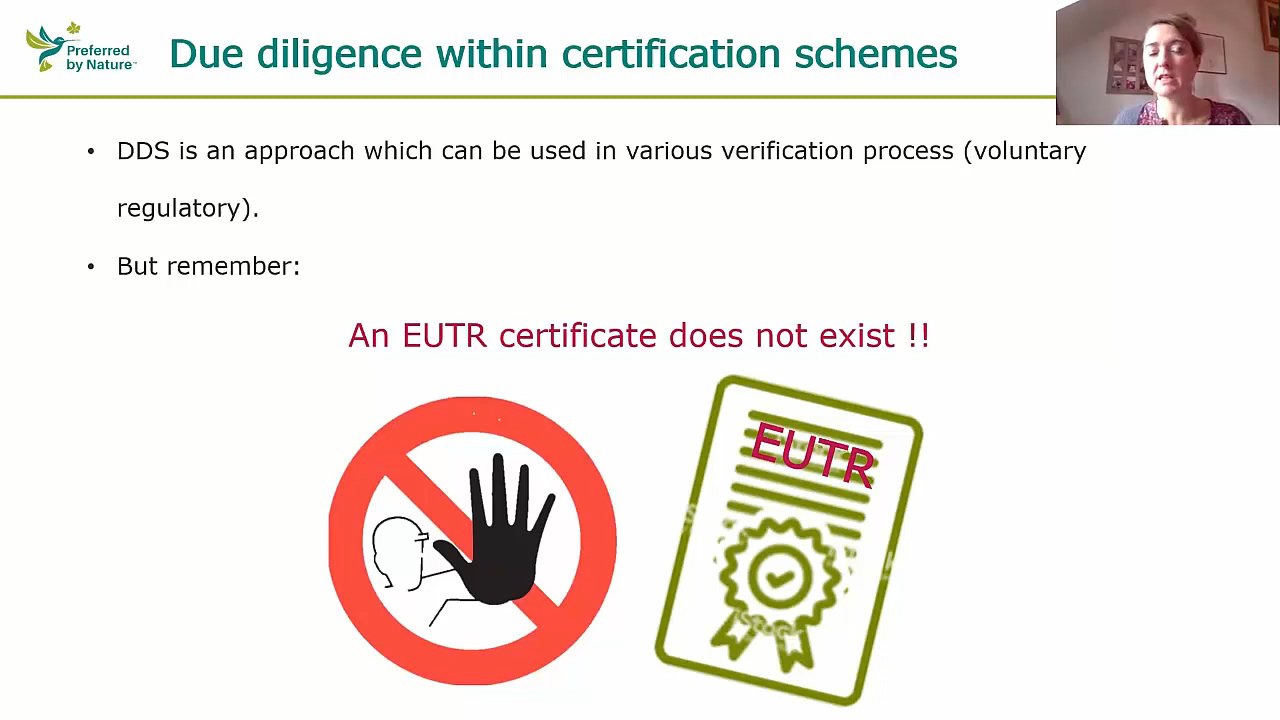 Preferred
by Nature™
Due diligence within certification schemes
• DDS is an approach which can be used in various verification process (voluntary
regulatory).
• But remember:
An EUTR certificate does not exist !!
EUTR